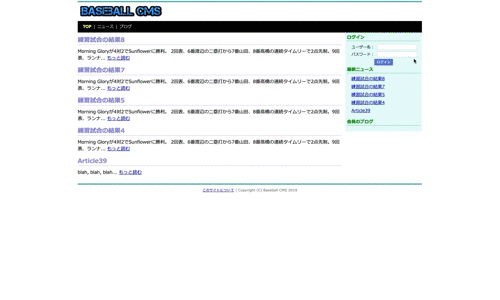 BASEBALL CMS
TOP | ニュース | ブログ
練習試合の結果8
Morning Gloryが4対2でSunflowerに勝利。 2回表、6番渡辺の二塁打から7番山田、8番高橋の連続タイムリーで2点先制。9回
表、ランナ... もっと読む
練習試合の結果7
Morning Gloryが4対2でSunflowerに勝利。 2回表、6番渡辺の二塁打から7番山田、8番高橋の連続タイムリーで2点先制。9回
表、ランナ... もっと読む
練習試合の結果5
Morning Gloryが4対2でSunflowerに勝利。 2回表、6番渡辺の二塁打から7番山田、8番高橋の連続タイムリーで2点先制。9回
表、ランナ... もっと読む
練習試合の結果4
Morning Gloryが4対2でSunflowerに勝利。 2回表、6番渡辺の二塁打から7番山田、8番高橋の連続タイムリーで2点先制。9回
表、ランナ... もっと読む
Article39
blah, blah, blah... もっと読む
ログイン
ユーザー名:
パスワード:
ログイン
最新ニュース
練習試合の結果8
練習試合の結果7
練習試合の結果5
練習試合の結果4
Article39
会員のブログ
このサイトについて | Copyright (C) Baseball CMS 2019